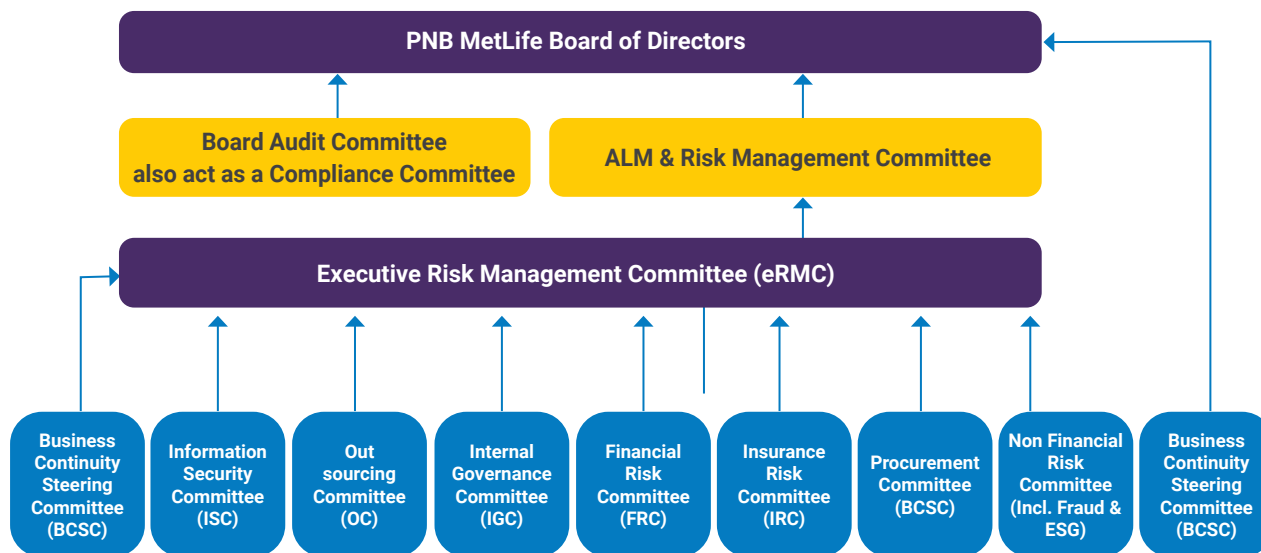 PNB MetLife Board of Directors
Board Audit Committee
also act as a Compliance Committee
ALM & Risk Management Committee
Executive Risk Management Committee (eRMC)
Business
Continuity
Steering
Committee
(BCSC)
Information
Security
Committee
(ISC)
Out
sourcing
Committee
(OC)
Internal
Governance
Committee
(IGC)
Financial
Risk
Committee
(FRC)
Insurance
Risk
Committee
(IRC)
Procurement
Committee
(BCSC)
Non Financial
Risk
Committee
(Incl. Fraud &
ESG)
Business
Continuity
Steering
Committee
(BCSC)